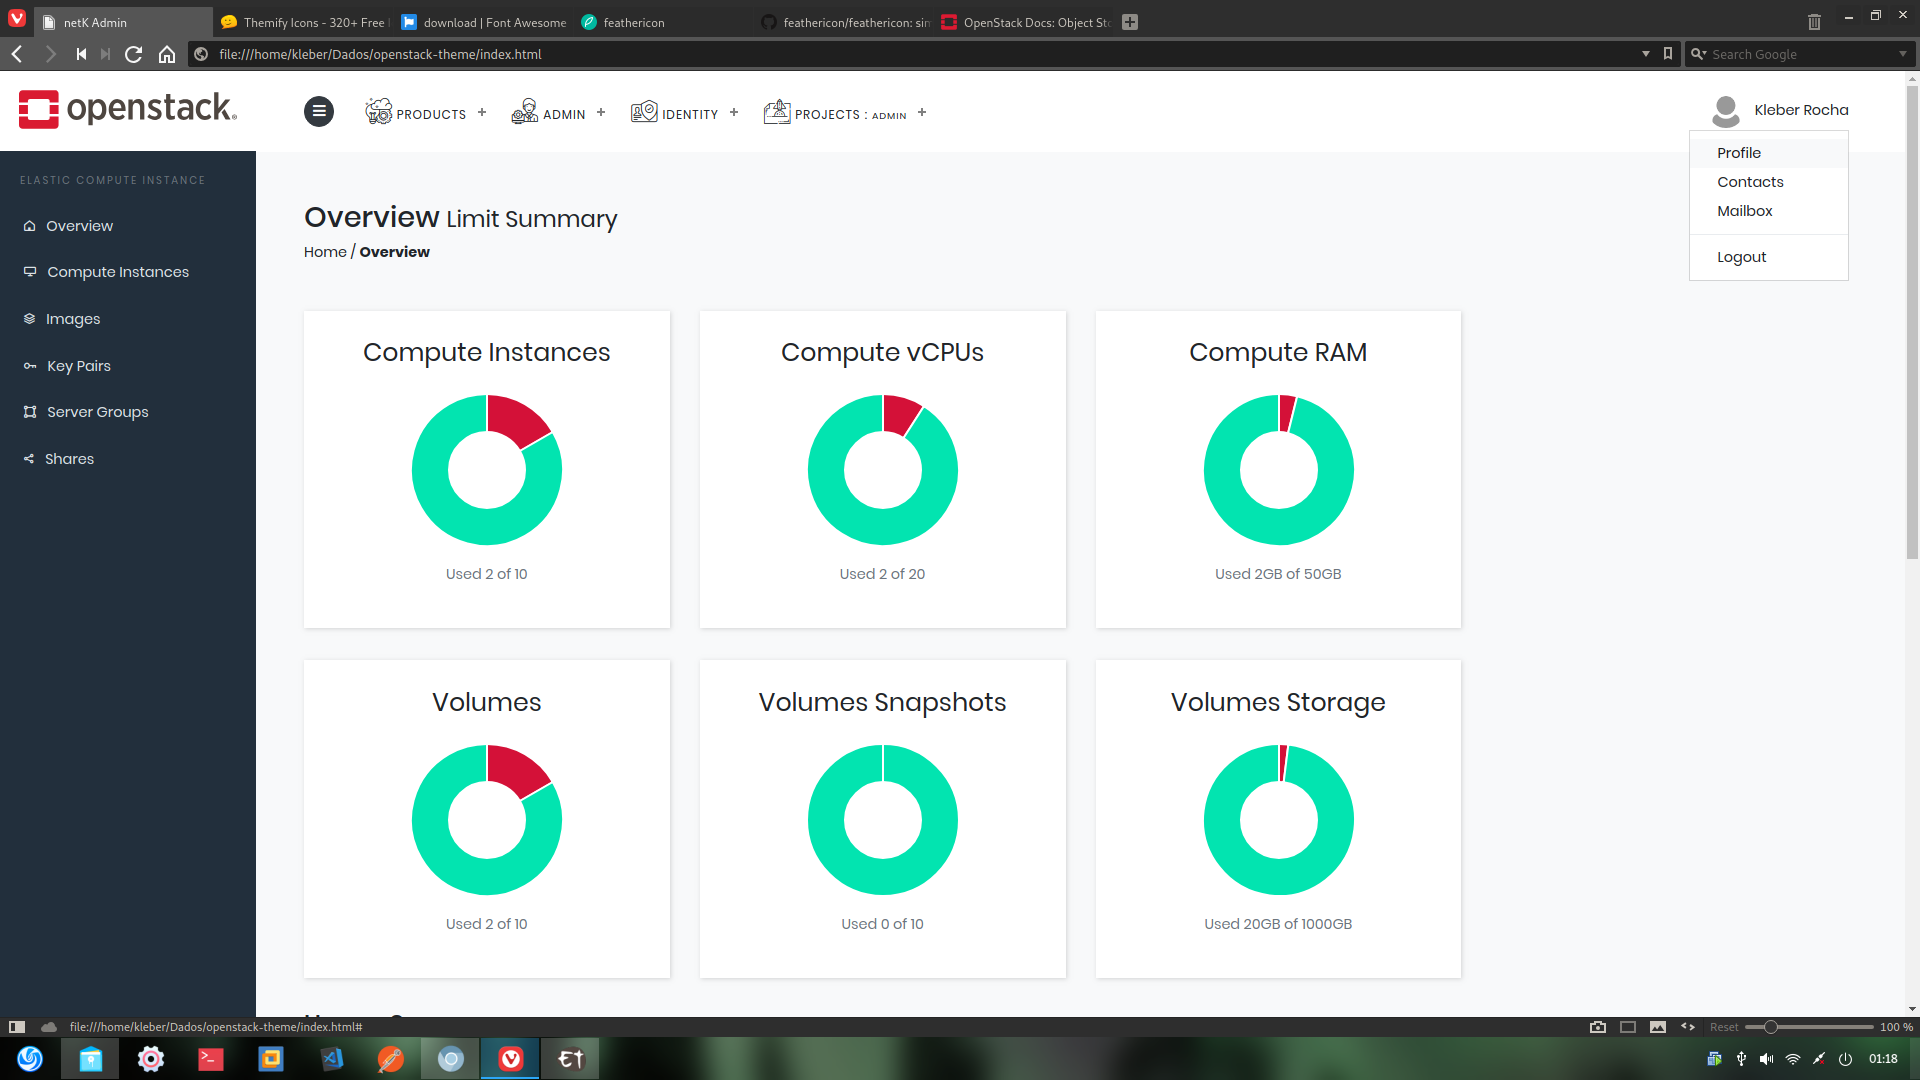 netK Admin
Themify Icons - 320+ Free
download | Font Awesome
feathericon
feathericon/feathericon: sim
OpenStack Docs: Object Sto
file:///home/kleber/Dados/openstack-theme/index.html
Search Google
openstack.
PRODUCTS +
ADMIN +
IDENTITY +
PROJECTS : ADMIN +
Kleber Rocha
Profile
Contacts
Mailbox
Logout
ELASTIC COMPUTE INSTANCE
Overview
Compute Instances
Images
Key Pairs
Server Groups
Shares
Overview Limit Summary
Home / Overview
Compute Instances
Used 2 of 10
Compute vCPUs
Used 2 of 20
Compute RAM
Used 2GB of 50GB
Volumes
Used 2 of 10
Volumes Snapshots
Used 0 of 10
Volumes Storage
Used 20GB of 1000GB
file:///home/kleber/Dados/openstack-theme/index.html#
Reset
100 %
01:18